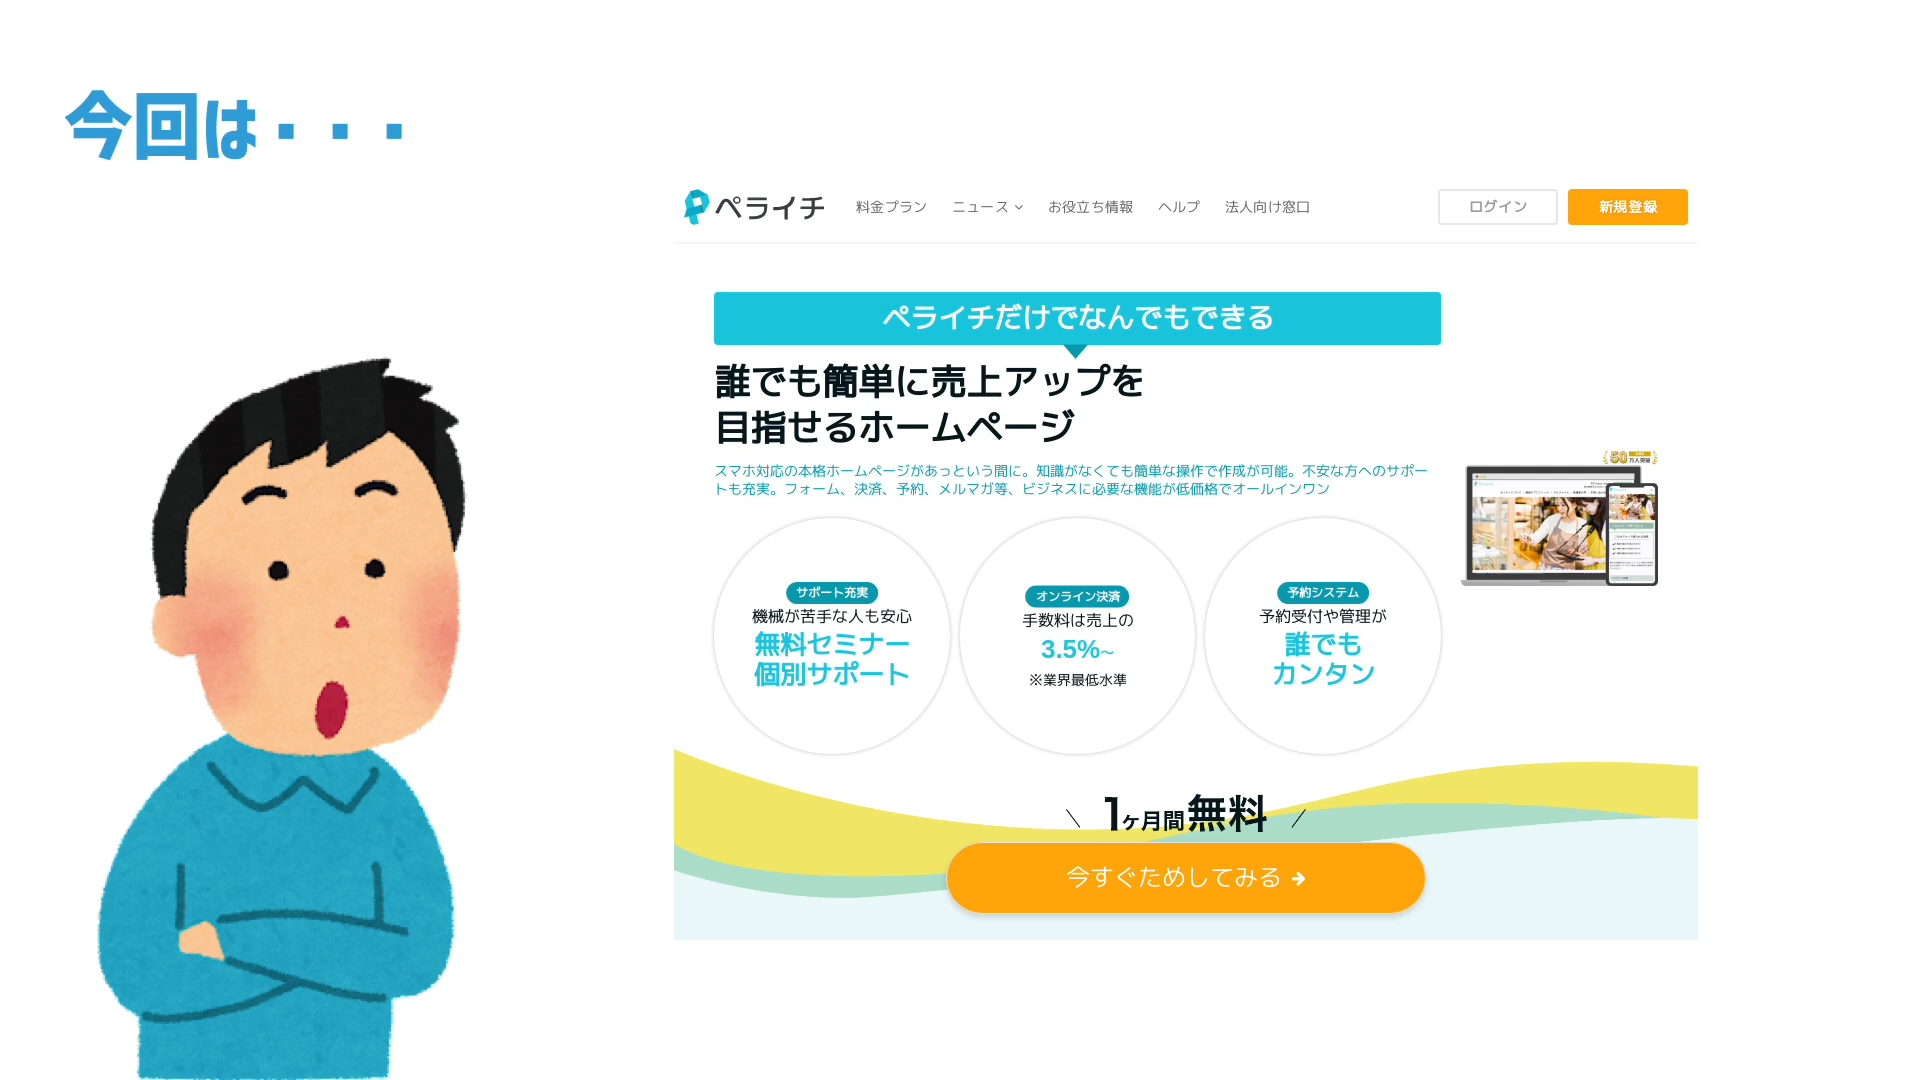 今回は・・・
ペライチ 料金プラン ニュース お役立ち情報 ヘルプ 法人向け窓口 ログイン 新規登録
ペライチだけでなんでもできる
誰でも簡単に売上アップを
目指せるホームページ
スマホ対応の本格ホームページがあっという間に。知識がなくても簡単な操作で作成が可能。不安な方へのサポー
トも充実。フォーム、決済、予約、メルマガ等、ビジネスに必要な機能が低価格でオールインワン
サポート充実
機械が苦手な人も安心
無料セミナー
個別サポート
オンライン決済
手数料は売上の
3.5%~
※業界最低水準
予約システム
予約受付や管理が
誰でも
カンタン
50 万人突破
\ 1ヶ月間無料 /
今すぐためしてみる